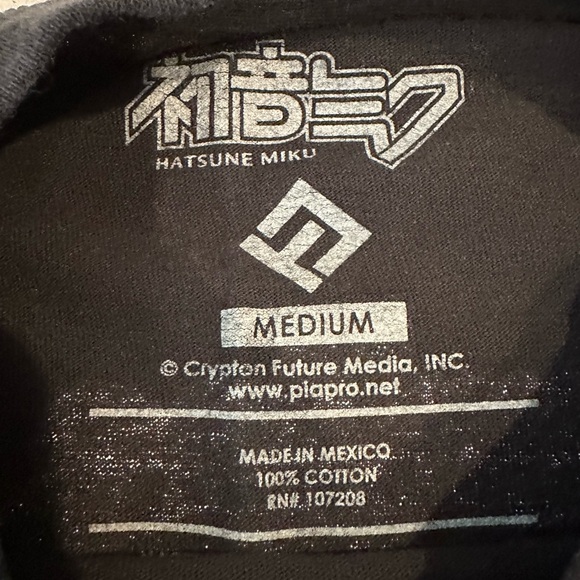 初音ミク
HATSUNE MIKU
MEDIUM
© Crypton Future Media, INC.
www.piapro.net
MADE IN MEXICO
100% COTTON
RN# 107208